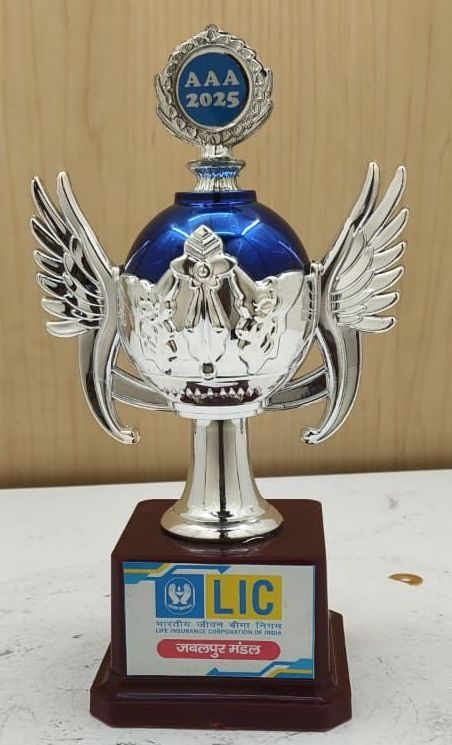 AAA
2025
LIC
भारतीय जीवन बीमा निगम
LIFE INSURANCE CORPORATION OF INDIA
जबलपुर मंडल